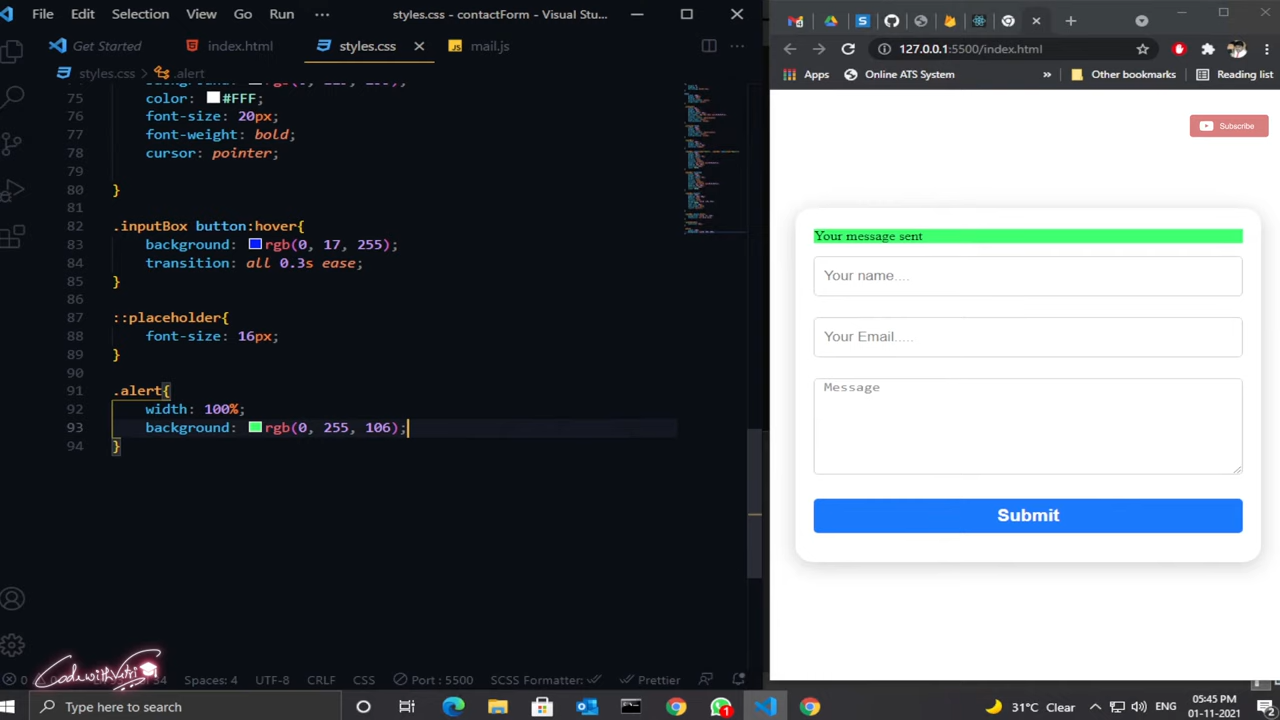 File Edit Selection View Go Run ··· styles.css - contactForm - Visual Stu...
Get Started index.html styles.css mail.js
styles.css > .alert
75 color: #FFF;
76 font-size: 20px;
77 font-weight: bold;
78 cursor: pointer;
79
80 }
81
82 .inputBox button:hover{
83 background: rgb(0, 17, 255);
84 transition: all 0.3s ease;
85 }
86
87 ::placeholder{
88 font-size: 16px;
89 }
90
91 .alert{
92 width: 100%;
93 background: rgb(0, 255, 106);
94 }
CodewithVetri
0 Spaces: 4 UTF-8 CRLF CSS Port : 5500 SCSS Formatter: Prettier
127.0.0.1:5500/index.html
Apps Online ATS System » Other bookmarks Reading list
Subscribe
Your message sent
Your name....
Your Email.....
Message
Submit
Type here to search
1
31°C Clear ENG 05:45 PM
01-11-2021 2